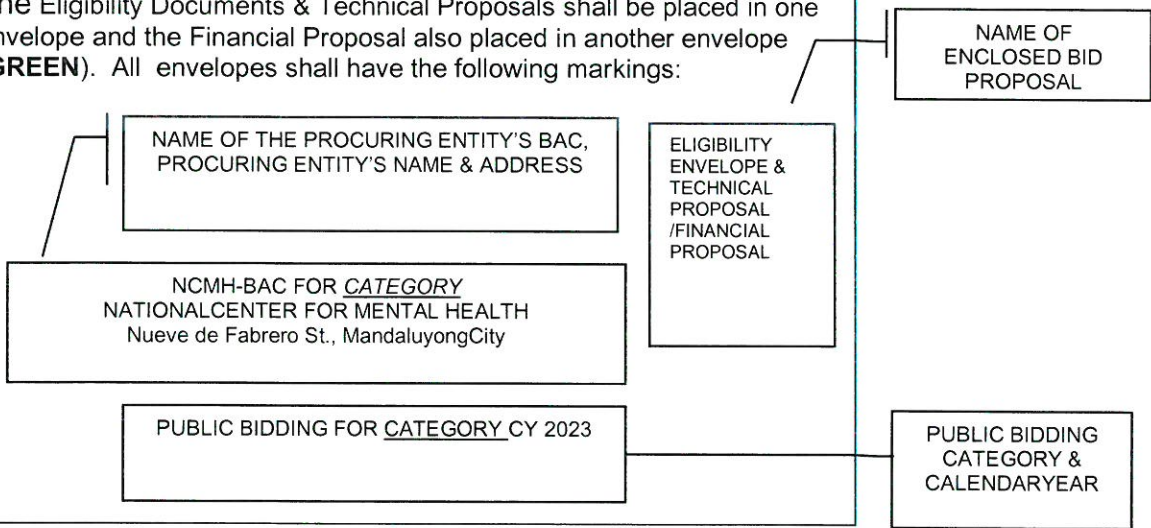 he Eligibility Documents & Technical Proposals shall be placed in one
nvelope and the Financial Proposal also placed in another envelope
GREEN). All envelopes shall have the following markings:
NAME OF
ENCLOSED BID
PROPOSAL
NAME OF THE PROCURING ENTITY'S BAC,
PROCURING ENTITY'S NAME & ADDRESS
ELIGIBILITY
ENVELOPE &
TECHNICAL
PROPOSAL
/FINANCIAL
PROPOSAL
NCMH-BAC FOR CATEGORY
NATIONALCENTER FOR MENTAL HEALTH
Nueve de Fabrero St., MandaluyongCity
PUBLIC BIDDING FOR CATEGORY CY 2023
PUBLIC BIDDING
CATEGORY &
CALENDARYEAR